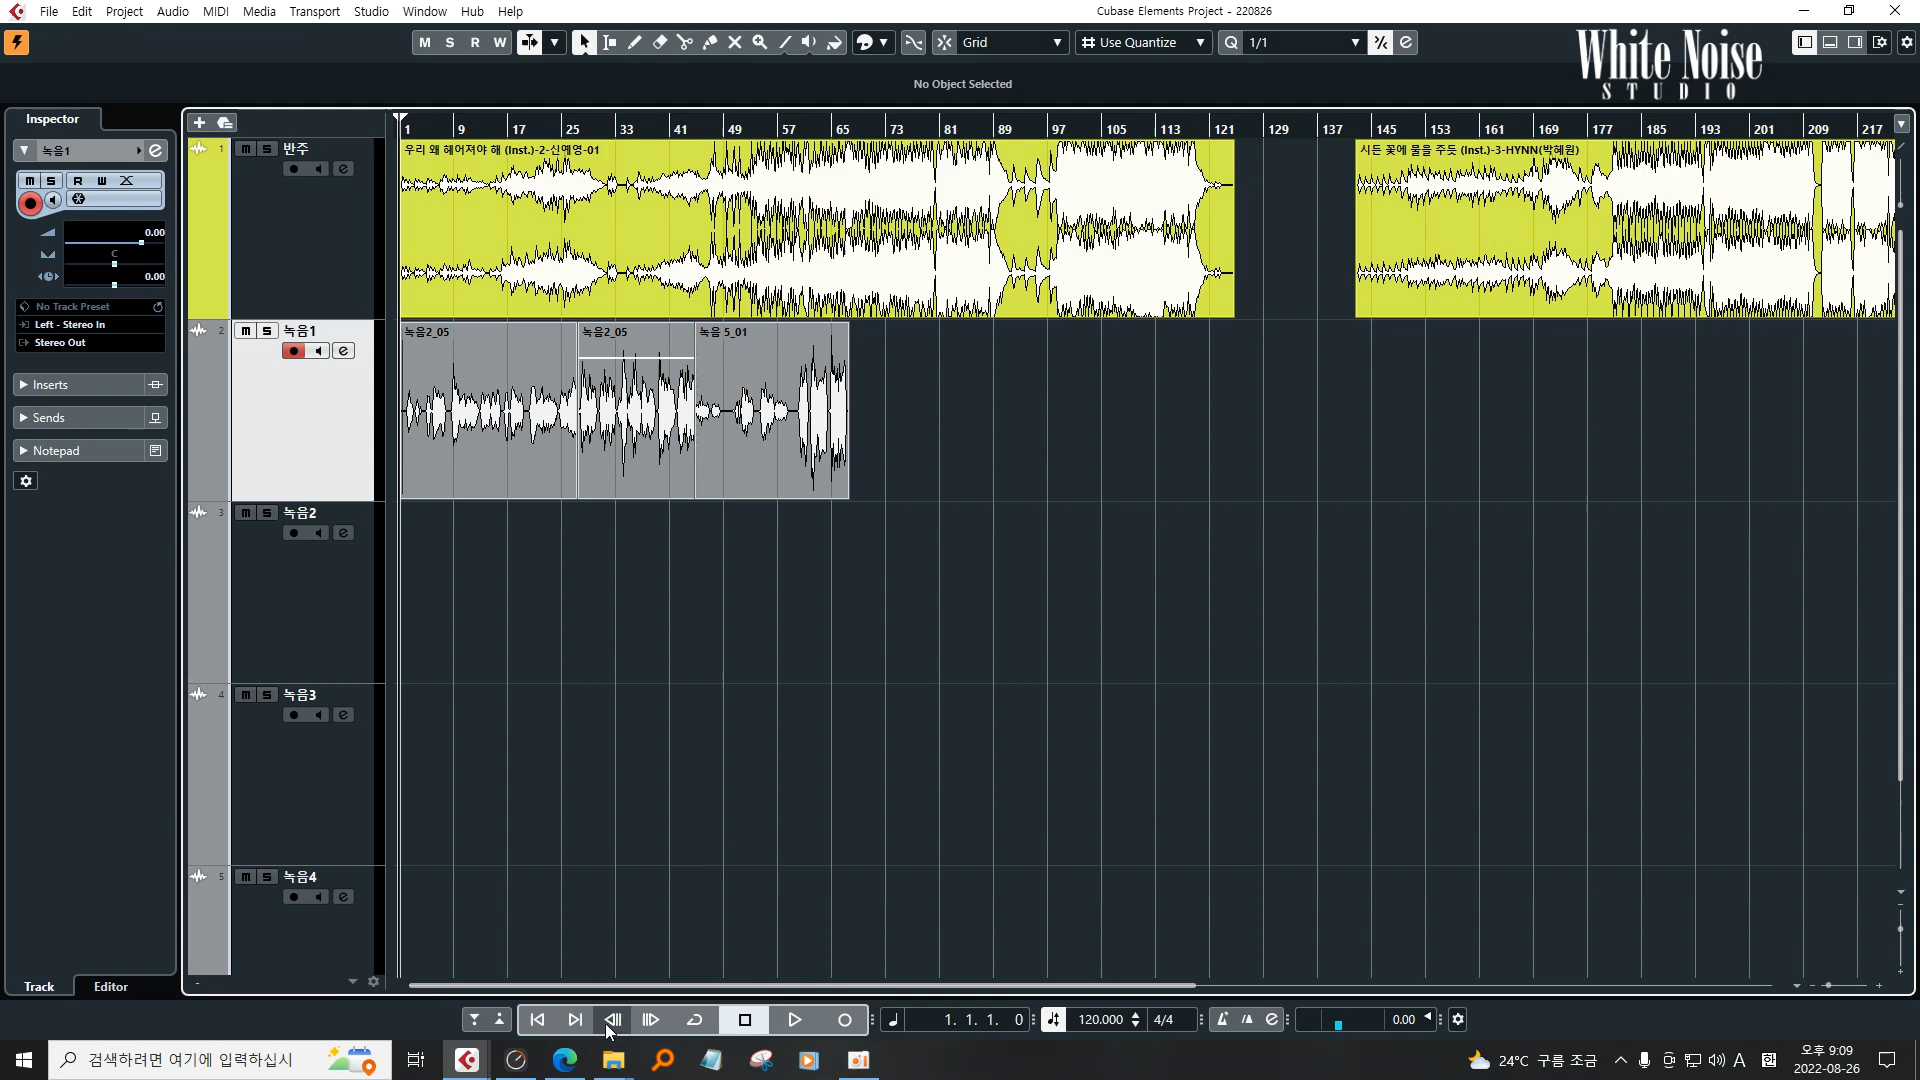 File Edit Project Audio MIDI Media Transport Studio Window Hub Help
Cubase Elements Project - 220826
M S R W Grid Use Quantize Q 1/1
White Noise
STUDIO
No Object Selected
Inspector
녹음1
m S R W
0.00
C
0.00
No Track Preset
Left - Stereo In
Stereo Out
Inserts
Sends
Notepad
Track Editor
1 9 17 25 33 41 49 57 65 73 81 89 97 105 113 121 129 137 145 153 161 169 177 185 193 201 209 217
1 m S 반주
우리 왜 헤어져야 해 (Inst.)-2-신예영-01
시든 꽃에 물을 주듯 (Inst.)-3-HYNN(박혜원)
2 m S 녹음1
녹음2_05
녹음2_05
녹음 5_01
3 m S 녹음2
4 m S 녹음3
5 m S 녹음4
1. 1. 1. 0
120.000
4/4
0.00
검색하려면 여기에 입력하십시
24°C 구름 조금
A
오후 9:09
2022-08-26